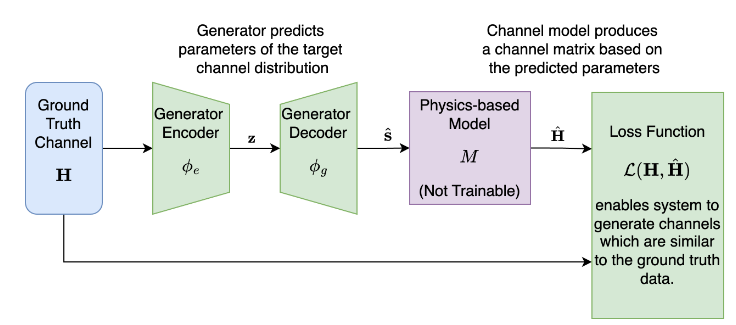 Generator predicts
parameters of the target
channel distribution
Channel model produces
a channel matrix based on
the predicted parameters
Ground
Truth
Channel
H
Generator
Encoder
ϕₑ
z
Generator
Decoder
ϕ_g
ŝ
Physics-based
Model
M
(Not Trainable)
Ĥ
Loss Function
ℒ(H, Ĥ)
enables system to
generate channels
which are similar
to the ground truth
data.